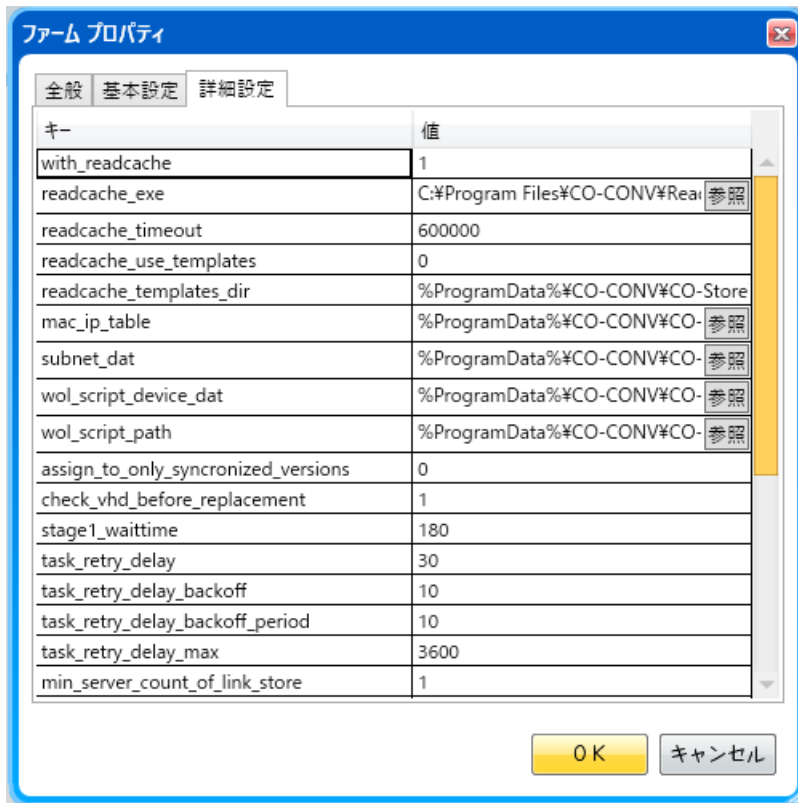 ファーム プロパティ
全般 基本設定 詳細設定
キー 値
with_readcache 1
readcache_exe C:¥Program Files¥CO-CONV¥Rea 参照
readcache_timeout 600000
readcache_use_templates 0
readcache_templates_dir %ProgramData%¥CO-CONV¥CO-Store
mac_ip_table %ProgramData%¥CO-CONV¥CO- 参照
subnet_dat %ProgramData%¥CO-CONV¥CO- 参照
wol_script_device_dat %ProgramData%¥CO-CONV¥CO- 参照
wol_script_path %ProgramData%¥CO-CONV¥CO- 参照
assign_to_only_syncronized_versions 0
check_vhd_before_replacement 1
stage1_waittime 180
task_retry_delay 30
task_retry_delay_backoff 10
task_retry_delay_backoff_period 10
task_retry_delay_max 3600
min_server_count_of_link_store 1
OK キャンセル